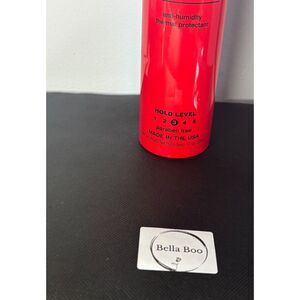 anti-humidity
thermal protectant
HOLD LEVEL
1 2 3 4 5
paraben free
MADE IN THE USA
Bella Boo